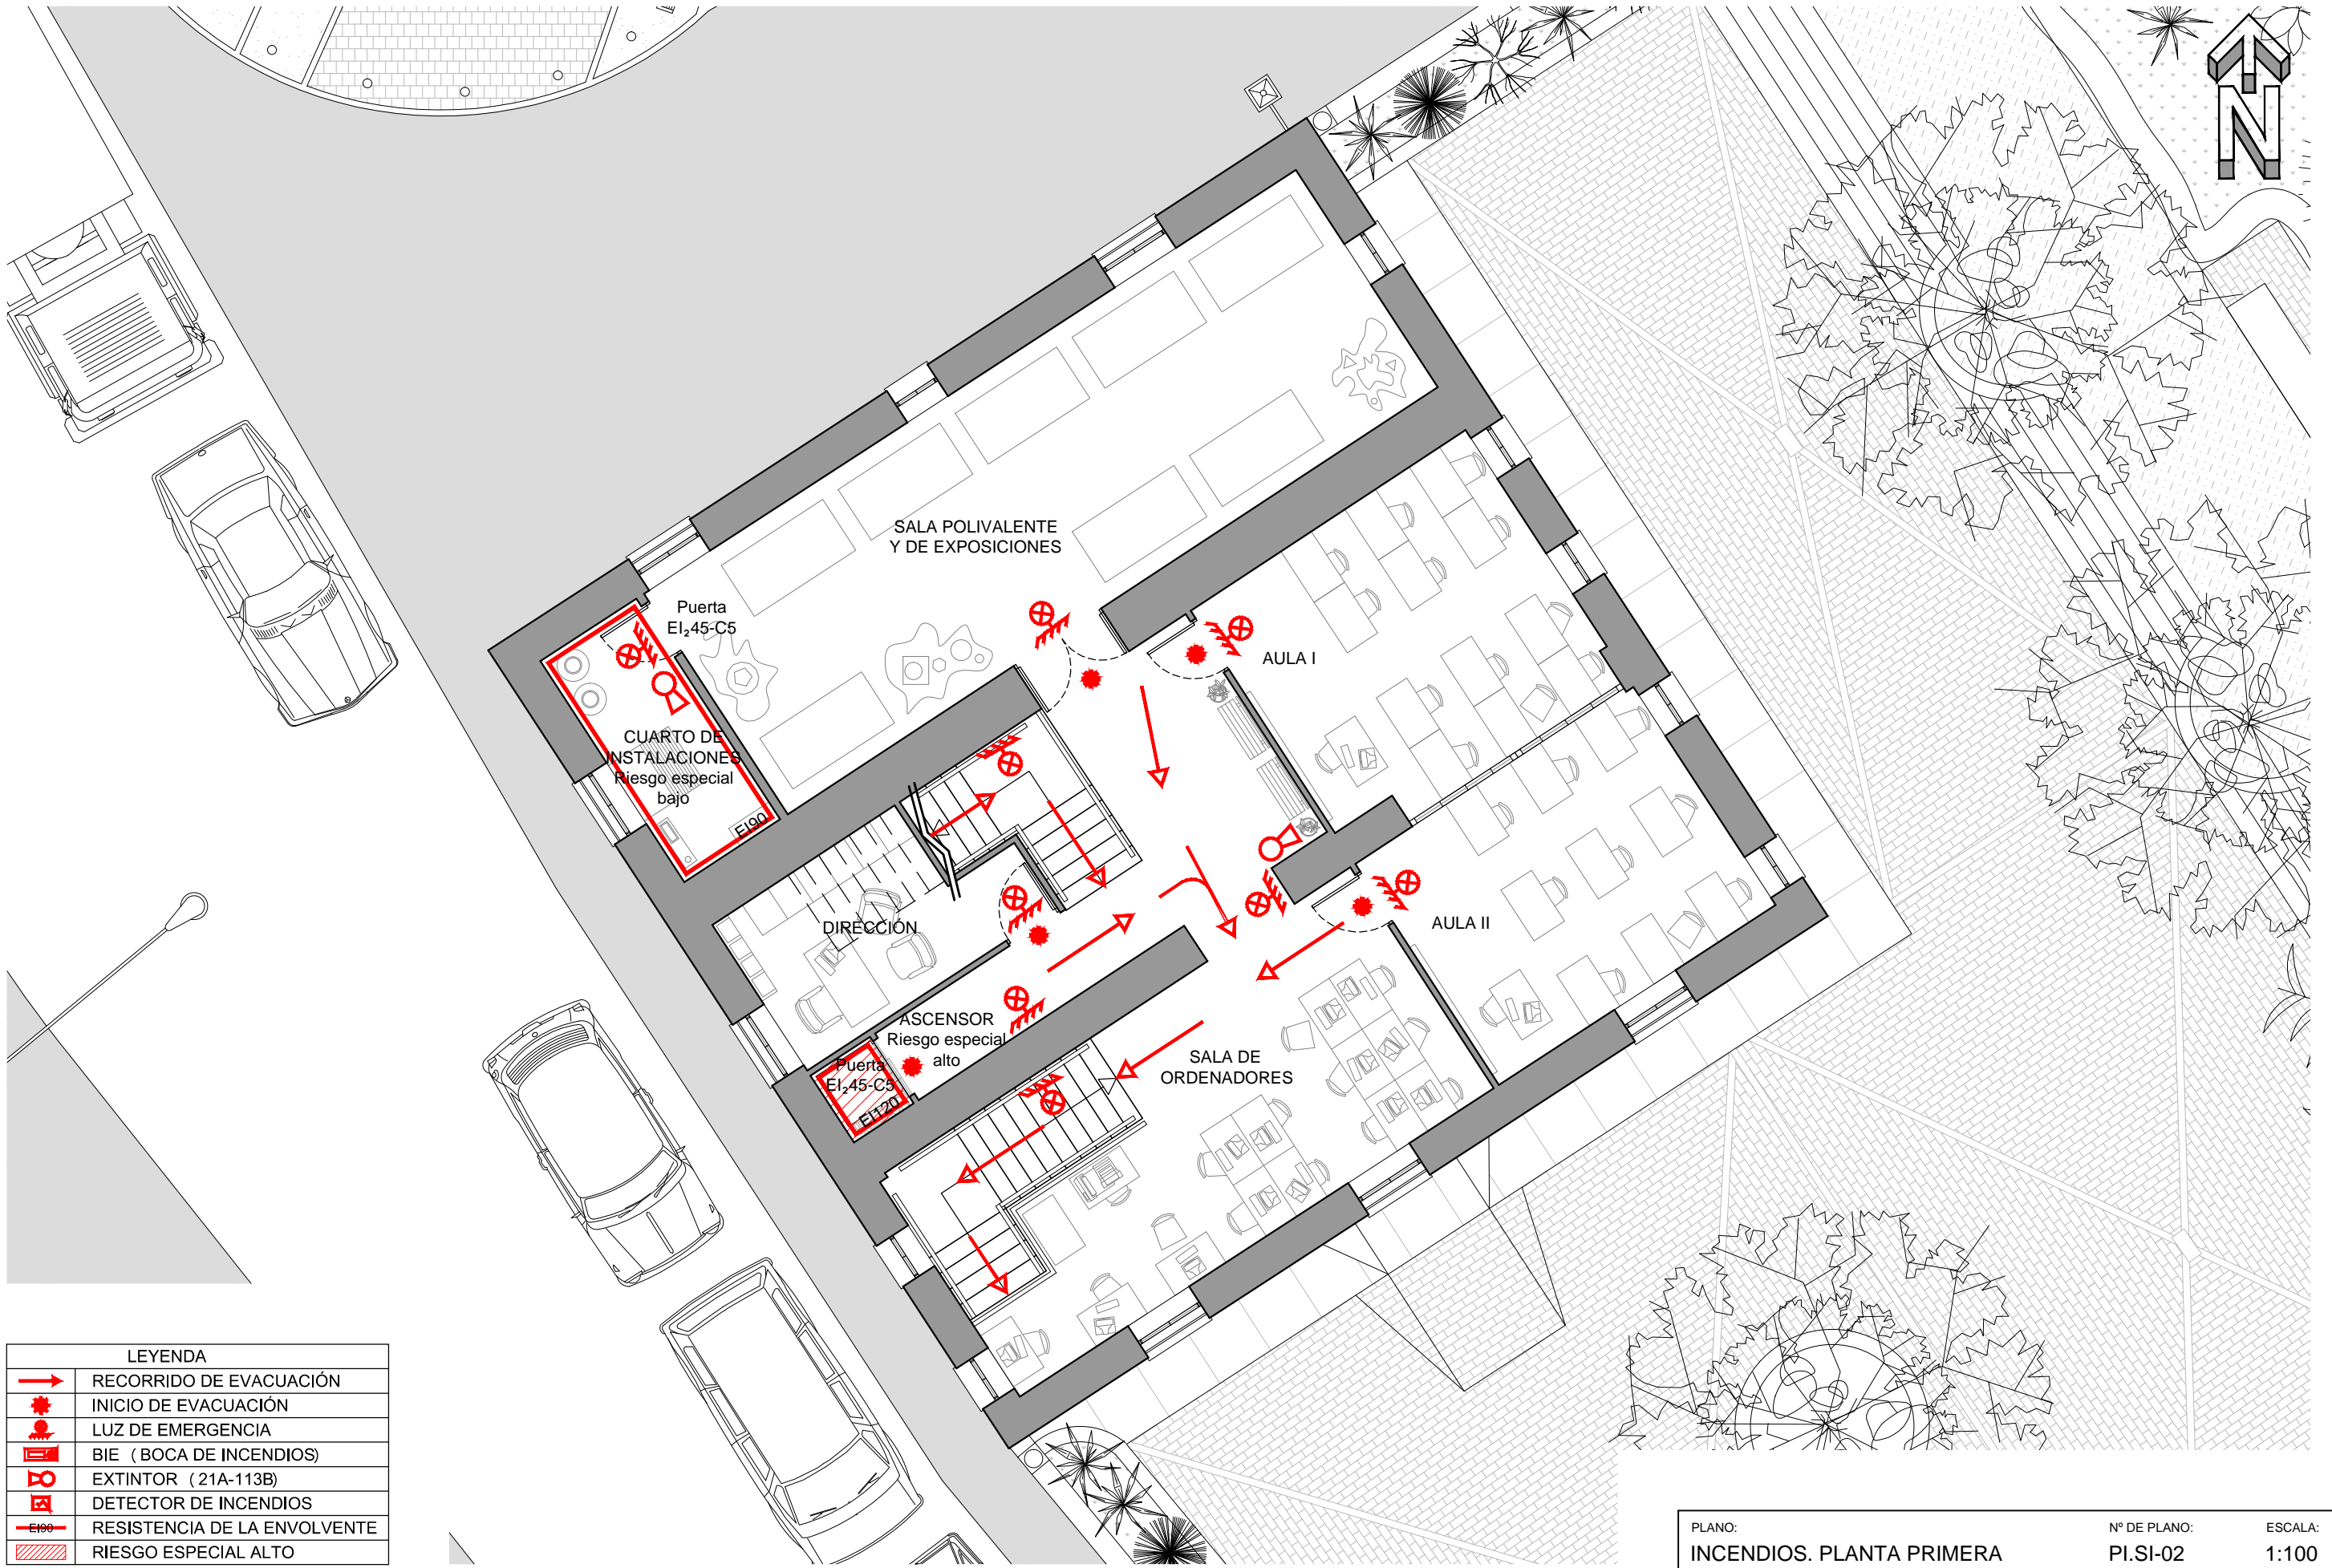 N
SALA POLIVALENTE
Y DE EXPOSICIONES
Puerta
EI₂45-C5
AULA I
CUARTO DE
INSTALACIONES
Riesgo especial
bajo
EI90
DIRECCIÓN
AULA II
ASCENSOR
Riesgo especial
alto
Puerta
EI₂45-C5
EI120
SALA DE
ORDENADORES
LEYENDA
RECORRIDO DE EVACUACIÓN
INICIO DE EVACUACIÓN
LUZ DE EMERGENCIA
BIE (BOCA DE INCENDIOS)
EXTINTOR (21A-113B)
DETECTOR DE INCENDIOS
EI90 RESISTENCIA DE LA ENVOLVENTE
RIESGO ESPECIAL ALTO
PLANO: Nº DE PLANO: ESCALA:
INCENDIOS. PLANTA PRIMERA PI.SI-02 1:100